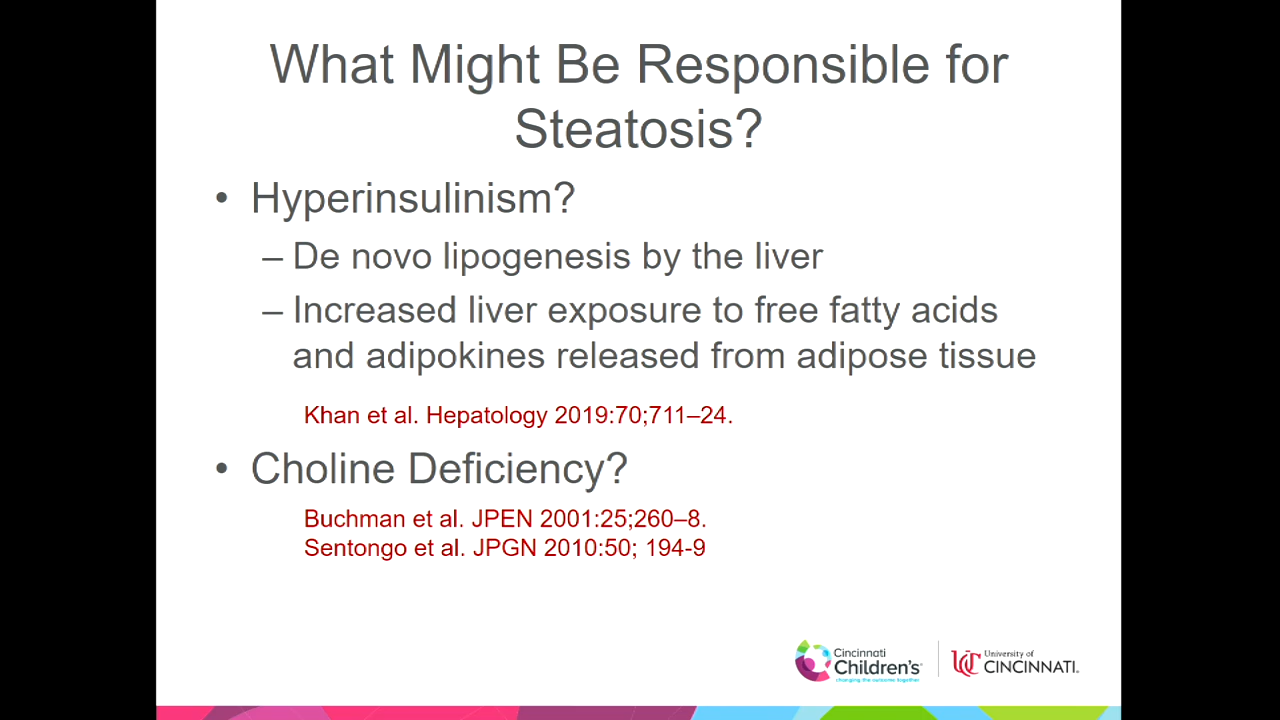 What Might Be Responsible for
Steatosis?
• Hyperinsulinism?
– De novo lipogenesis by the liver
– Increased liver exposure to free fatty acids
and adipokines released from adipose tissue
Khan et al. Hepatology 2019:70;711–24.
• Choline Deficiency?
Buchman et al. JPEN 2001:25;260–8.
Sentongo et al. JPGN 2010:50; 194-9
Cincinnati
Children's
changing the outcome together
University of
CINCINNATI.